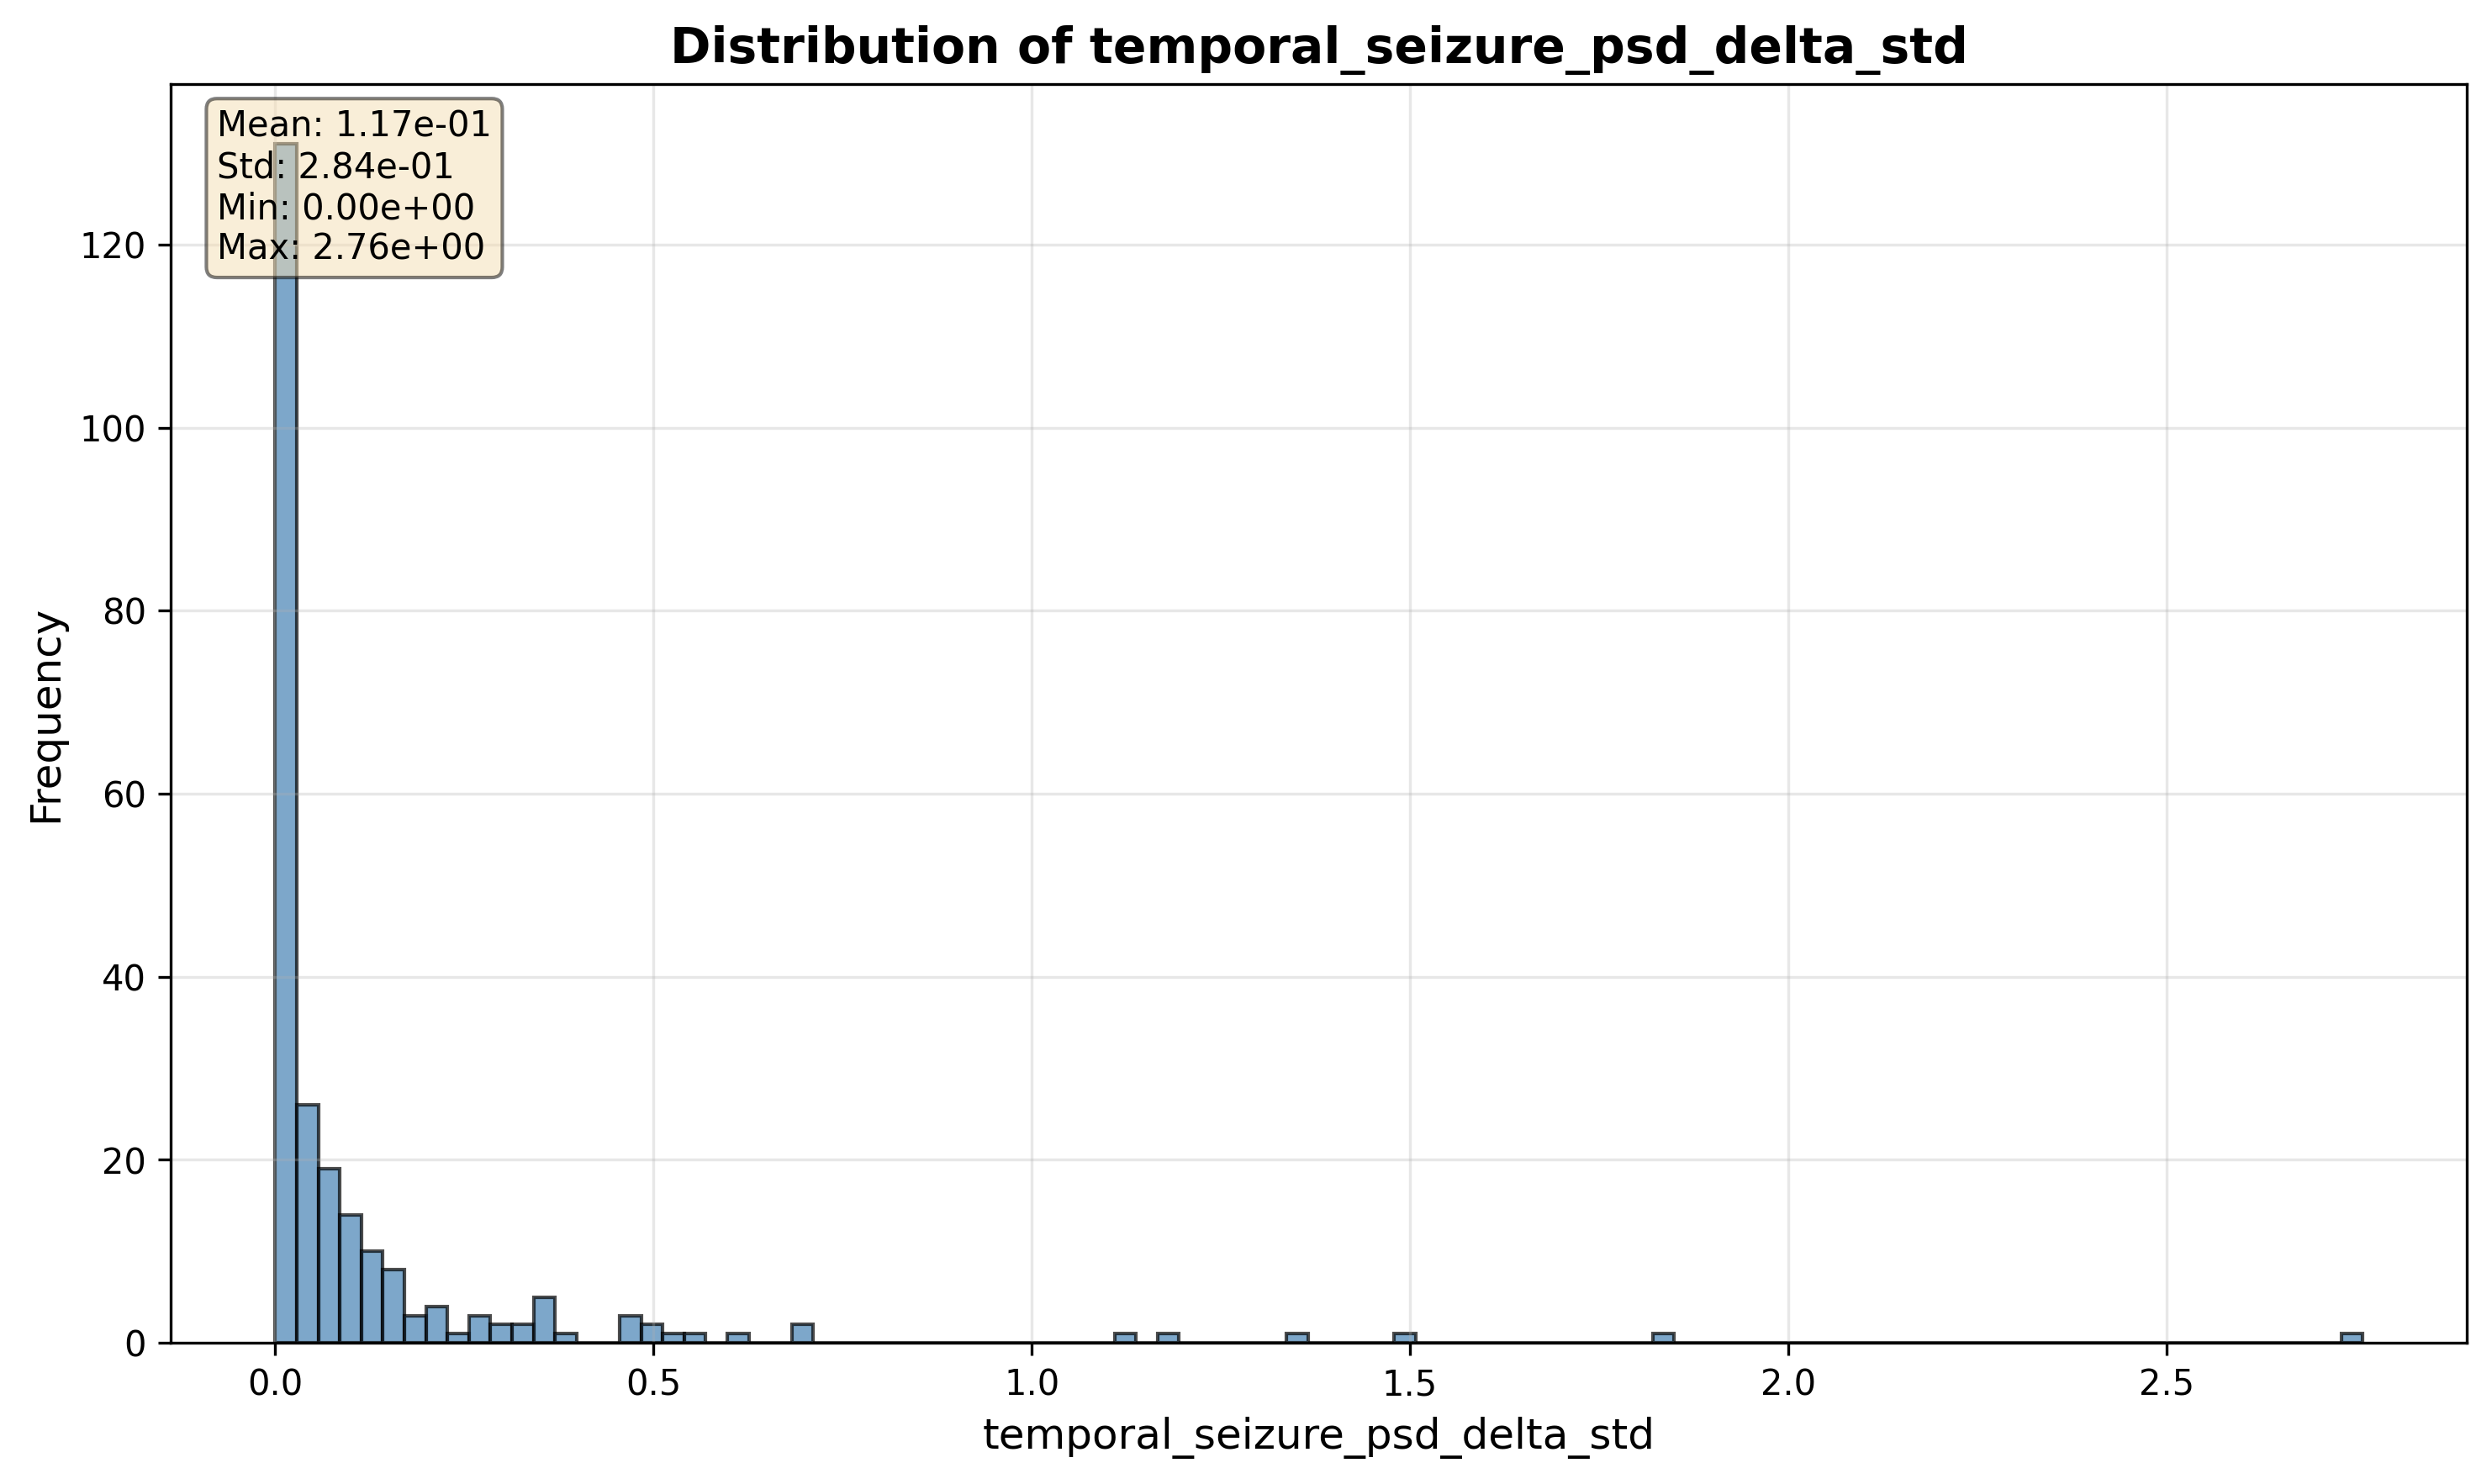 Distribution of temporal_seizure_psd_delta_std
Mean: 1.17e-01
Std: 2.84e-01
Min: 0.00e+00
Max: 2.76e+00
120
100
80
60
40
20
0
Frequency
0.0 0.5 1.0 1.5 2.0 2.5
temporal_seizure_psd_delta_std